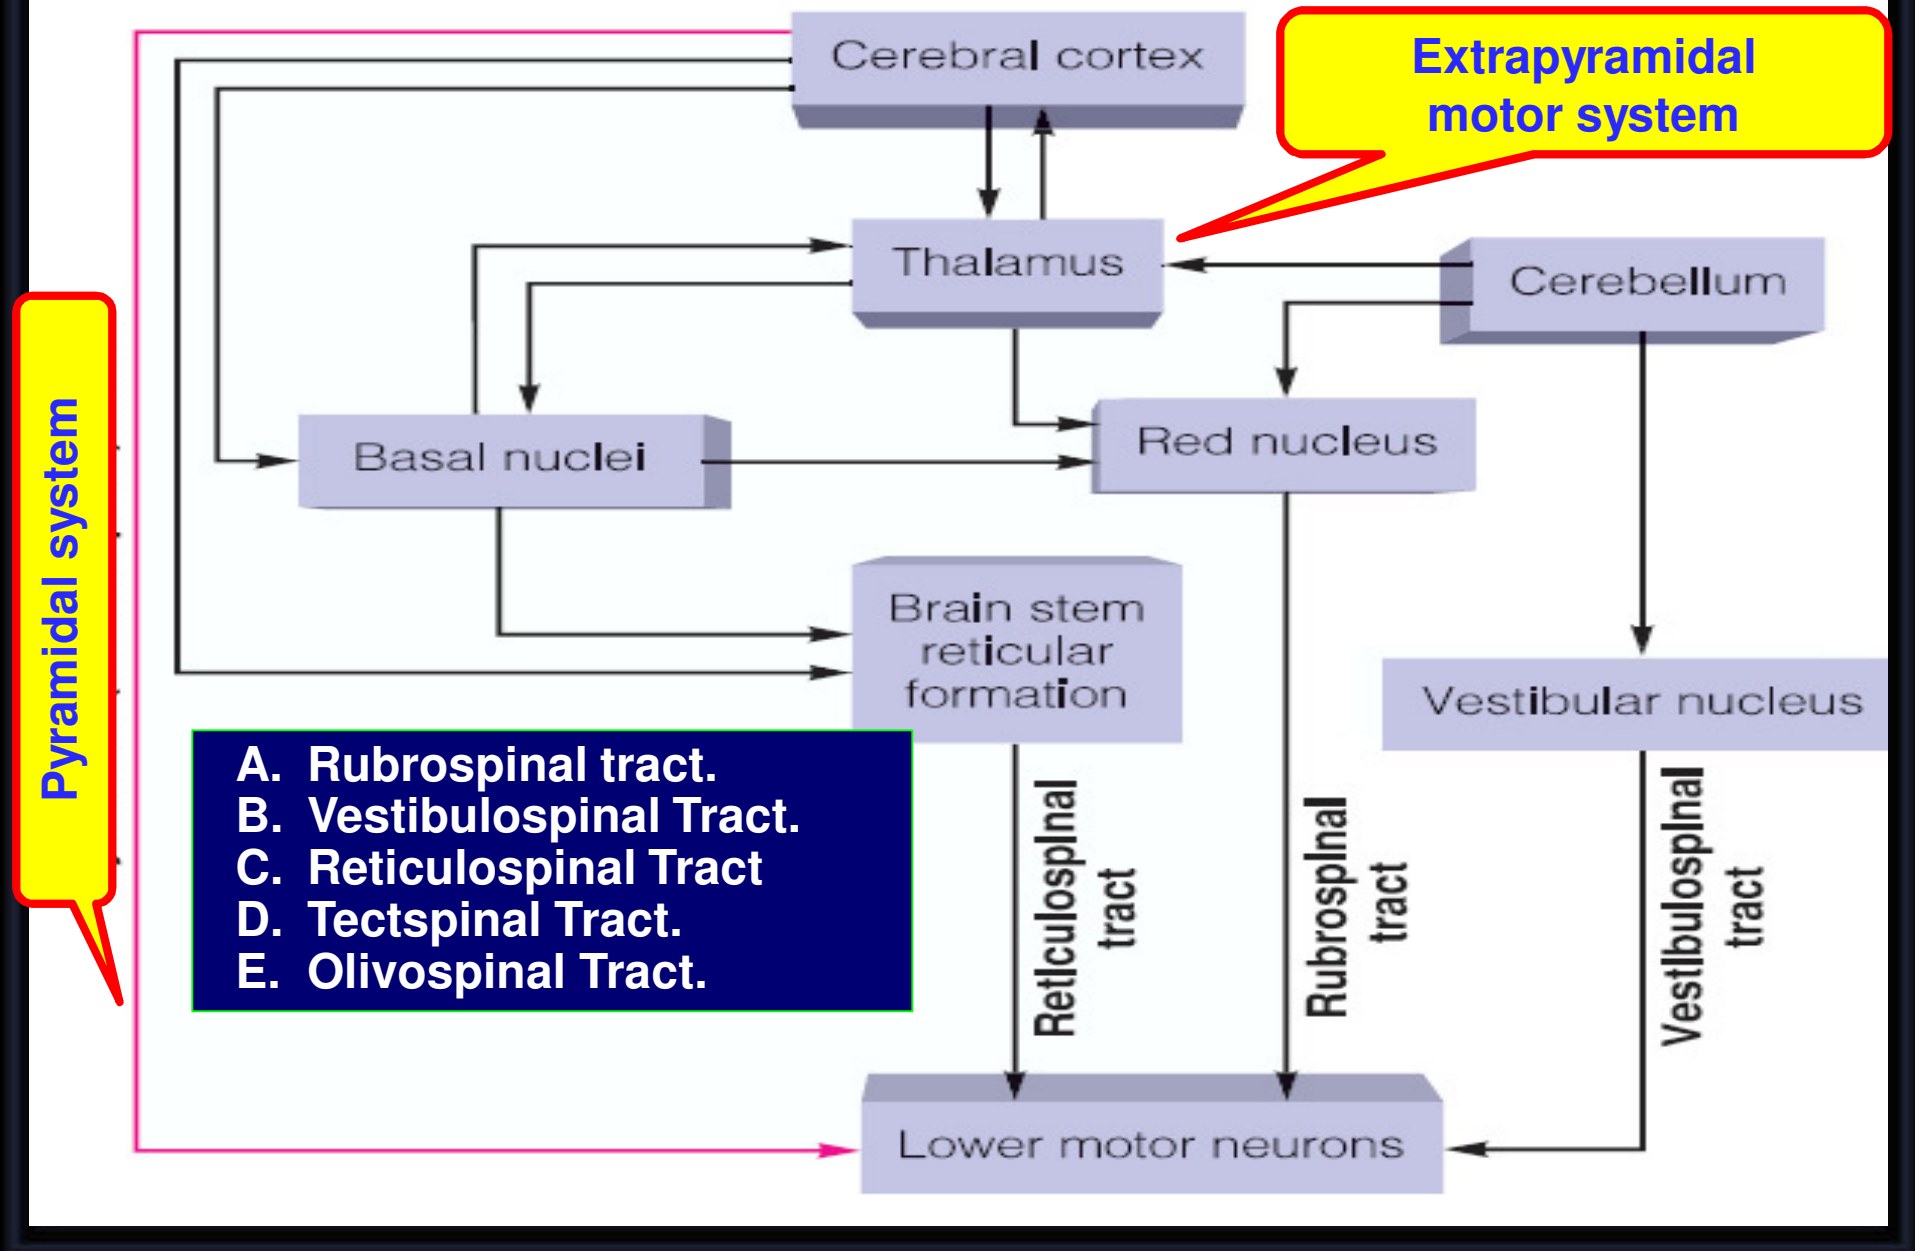 Cerebral cortex
Extrapyramidal
motor system
Thalamus
Cerebellum
Pyramidal system
Basal nuclei
Red nucleus
Brain stem
reticular
formation
Vestibular nucleus
A. Rubrospinal tract.
B. Vestibulospinal Tract.
C. Reticulospinal Tract
D. Tectspinal Tract.
E. Olivospinal Tract.
Reticulospinal
tract
Rubrospinal
tract
Vestibulospinal
tract
Lower motor neurons